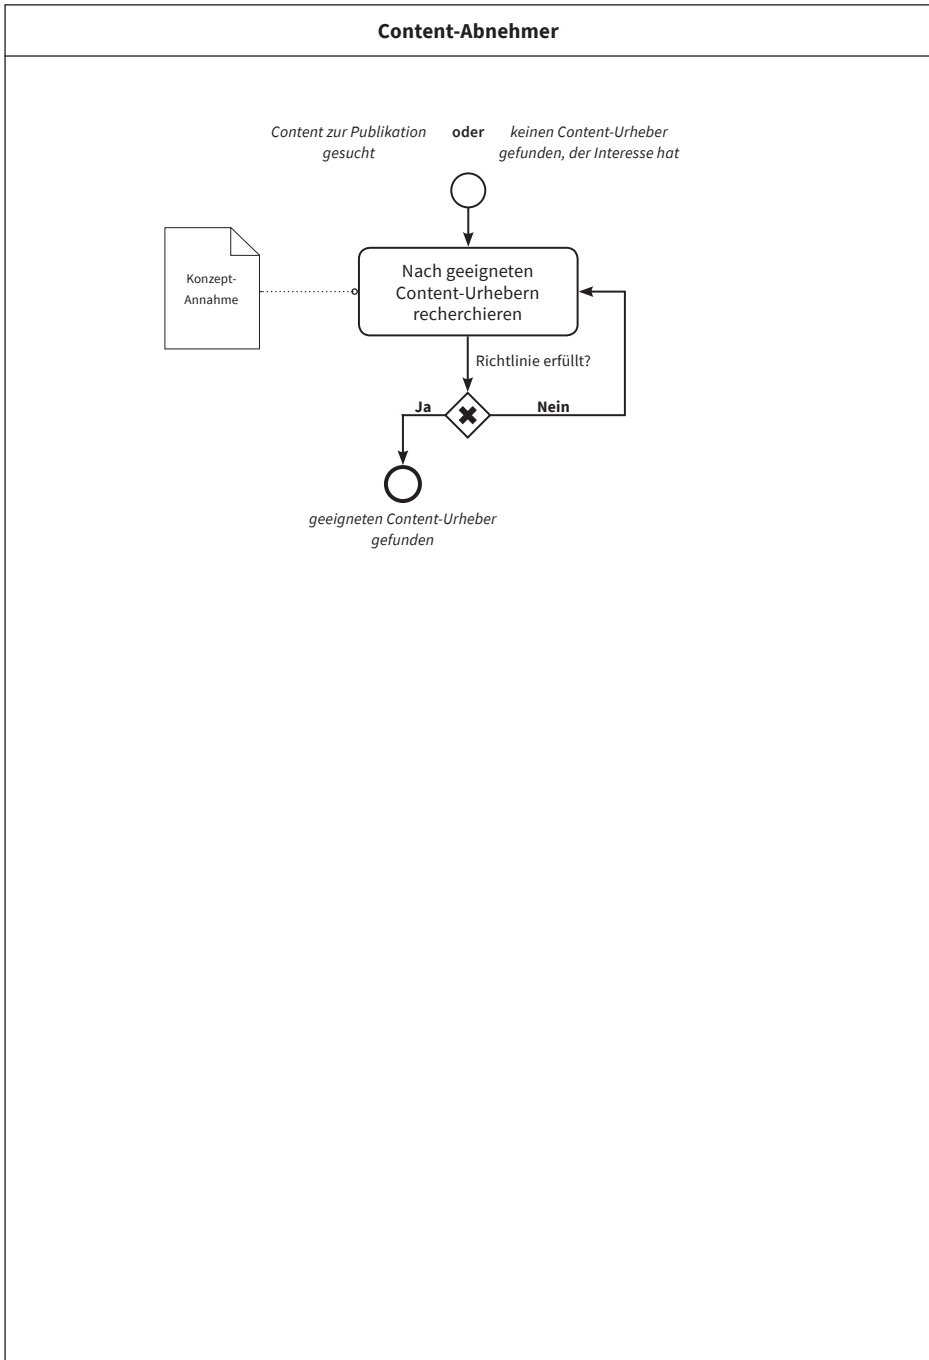 Content-Abnehmer
Content zur Publikation oder keinen Content-Urheber
gesucht gefunden, der Interesse hat
Konzept-
Annahme
Nach geeigneten
Content-Urhebern
recherchieren
Richtlinie erfüllt?
Ja
Nein
geeigneten Content-Urheber
gefunden